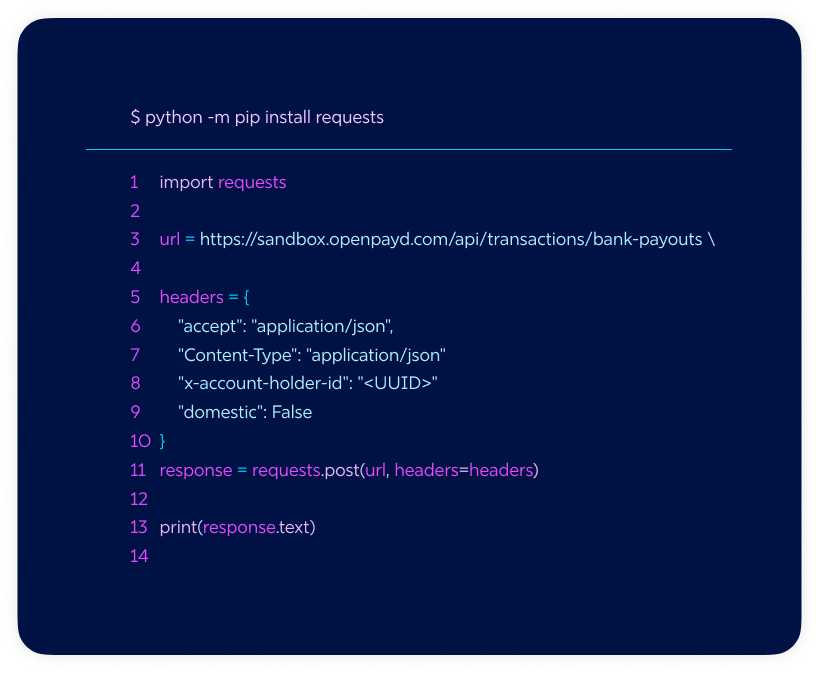 $ python -m pip install requests
1 import requests
2
3 url = https://sandbox.openpayd.com/api/transactions/bank-payouts \
4
5 headers = {
6 "accept": "application/json",
7 "Content-Type": "application/json"
8 "x-account-holder-id": "<UUID>"
9 "domestic": False
10 }
11 response = requests.post(url, headers=headers)
12
13 print(response.text)
14